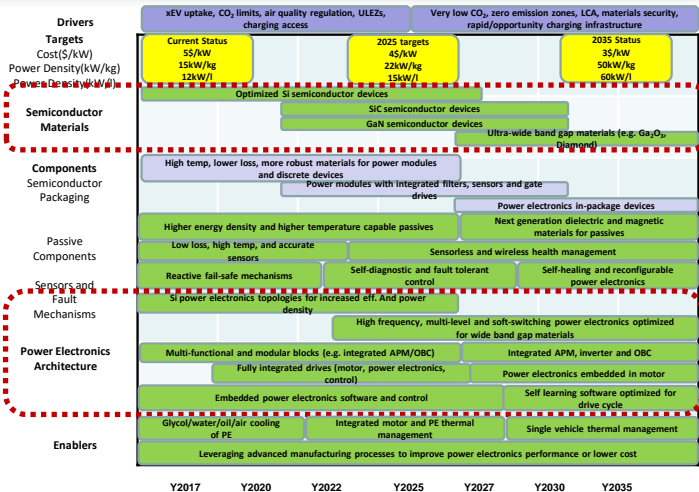 Drivers
xEV uptake, CO2 limits, air quality regulation, ULEZs,
charging access
Very low CO2, zero emission zones, LCA, materials security,
rapid/opportunity charging infrastructure
Targets
Cost($/kW)
Power Density(kW/kg)
Power Density(kW/l)
Current Status
5$/kW
15kW/kg
12kW/l
2025 targets
4$/kW
22kW/kg
15kW/l
2035 Status
3$/kW
50kW/kg
60kW/l
Semiconductor
Materials
Optimized Si semiconductor devices
SiC semiconductor devices
GaN semiconductor devices
Ultra-wide band gap materials (e.g. Ga2O3,
Diamond)
Components
Semiconductor
Packaging
High temp, lower loss, more robust materials for power modules
and discrete devices
Power modules with integrated filters, sensors and gate
drives
Power electronics in-package devices
Passive
Components
Higher energy density and higher temperature capable passives
Next generation dielectric and magnetic
materials for passives
Low loss, high temp, and accurate
sensors
Sensorless and wireless health management
Sensors and
Fault
Mechanisms
Reactive fail-safe mechanisms
Self-diagnostic and fault tolerant
control
Self-healing and reconfigurable
power electronics
Power Electronics
Architecture
Si power electronics topologies for increased eff. And power
density
High frequency, multi-level and soft-switching power electronics optimized
for wide band gap materials
Multi-functional and modular blocks (e.g. integrated APM/OBC)
Integrated APM, inverter and OBC
Fully integrated drives (motor, power electronics,
control)
Power electronics embedded in motor
Embedded power electronics software and control
Self learning software optimized for
drive cycle
Enablers
Glycol/water/oil/air cooling
of PE
Integrated motor and PE thermal
management
Single vehicle thermal management
Leveraging advanced manufacturing processes to improve power electronics performance or lower cost
Y2017
Y2020
Y2022
Y2025
Y2027
Y2030
Y2035